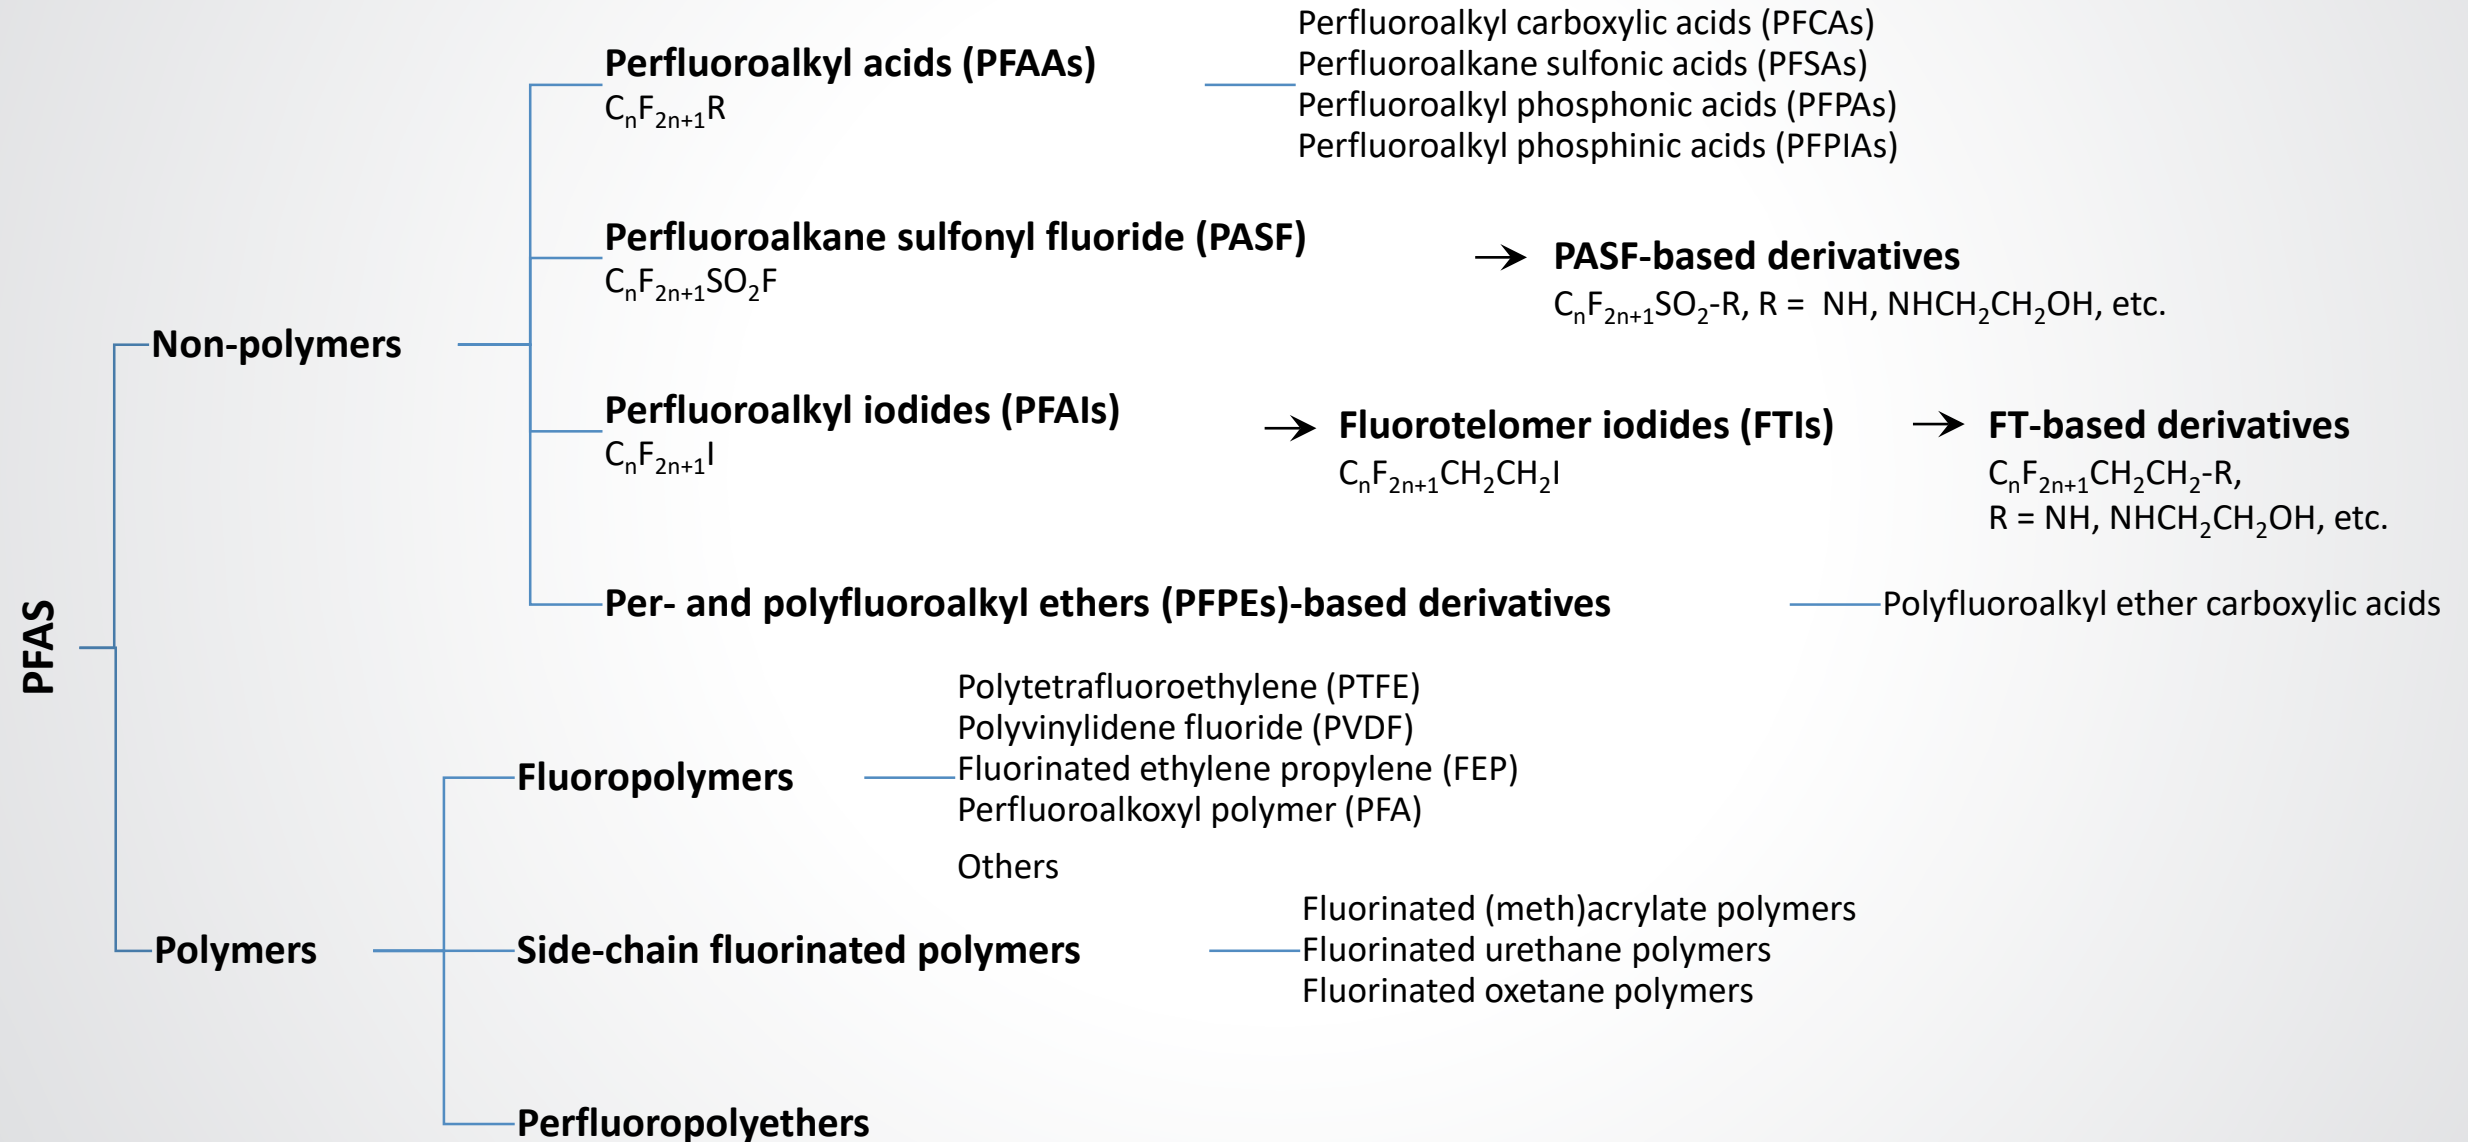 PFAS
Non-polymers
Perfluoroalkyl acids (PFAAs)
CₙF₂ₙ₊₁R
Perfluoroalkyl carboxylic acids (PFCAs)
Perfluoroalkane sulfonic acids (PFSAs)
Perfluoroalkyl phosphonic acids (PFPAs)
Perfluoroalkyl phosphinic acids (PFPIAs)
Perfluoroalkane sulfonyl fluoride (PASF)
CₙF₂ₙ₊₁SO₂F
→ PASF-based derivatives
CₙF₂ₙ₊₁SO₂-R, R = NH, NHCH₂CH₂OH, etc.
Perfluoroalkyl iodides (PFAIs)
CₙF₂ₙ₊₁I
→ Fluorotelomer iodides (FTIs)
CₙF₂ₙ₊₁CH₂CH₂I
→ FT-based derivatives
CₙF₂ₙ₊₁CH₂CH₂-R,
R = NH, NHCH₂CH₂OH, etc.
Per- and polyfluoroalkyl ethers (PFPEs)-based derivatives
Polyfluoroalkyl ether carboxylic acids
Polymers
Fluoropolymers
Polytetrafluoroethylene (PTFE)
Polyvinylidene fluoride (PVDF)
Fluorinated ethylene propylene (FEP)
Perfluoroalkoxyl polymer (PFA)
Others
Side-chain fluorinated polymers
Fluorinated (meth)acrylate polymers
Fluorinated urethane polymers
Fluorinated oxetane polymers
Perfluoropolyethers